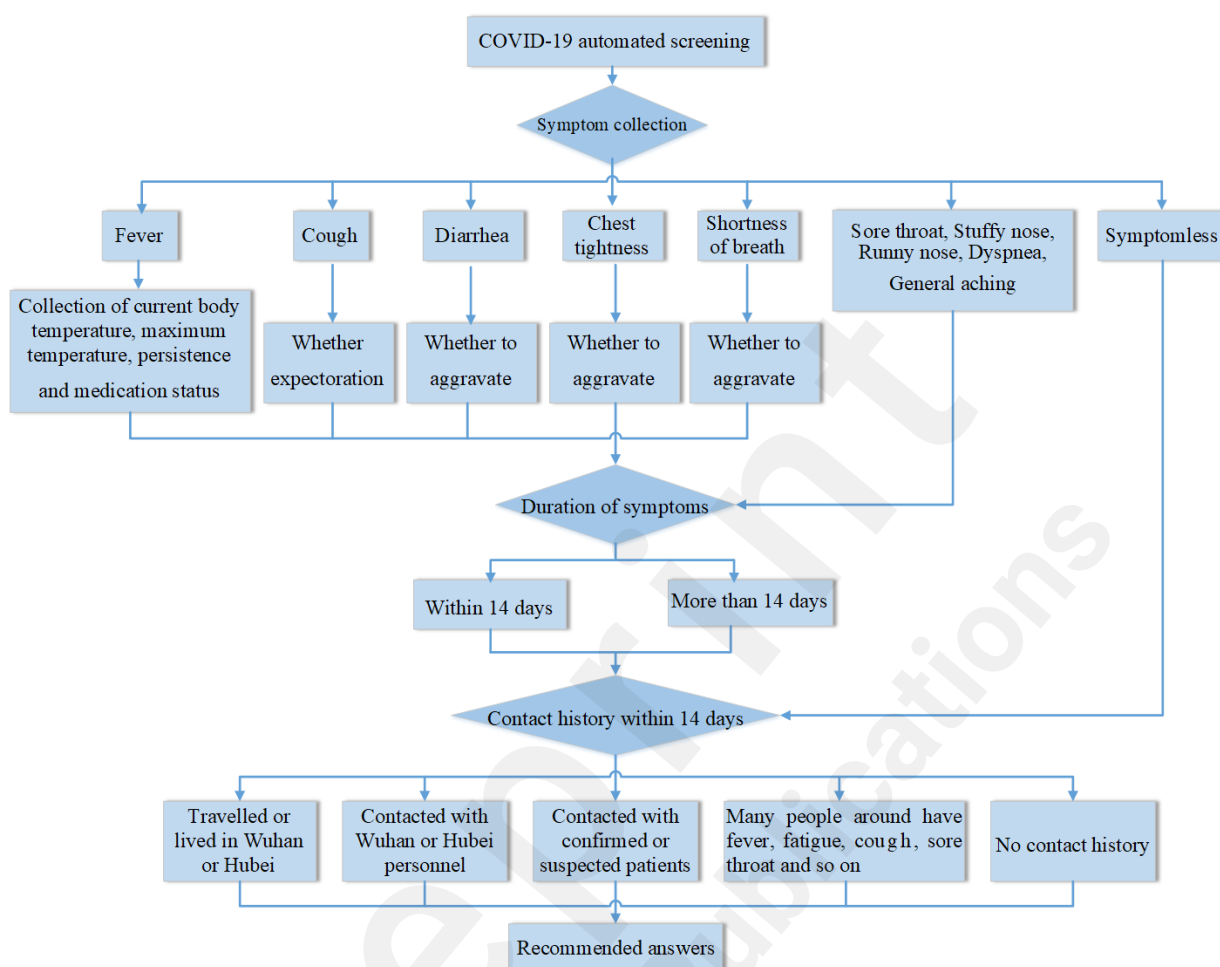 COVID-19 automated screening
Symptom collection
Fever
Cough
Diarrhea
Chest
tightness
Shortness
of breath
Sore throat, Stuffy nose,
Runny nose, Dyspnea,
General aching
Symptomless
Collection of current body
temperature, maximum
temperature, persistence
and medication status
Whether
expectoration
Whether to
aggravate
Whether to
aggravate
Whether to
aggravate
Duration of symptoms
Within 14 days
More than 14 days
Contact history within 14 days
Travelled or
lived in Wuhan
or Hubei
Contacted with
Wuhan or Hubei
personnel
Contacted with
confirmed or
suspected patients
Many people around have
fever, fatigue, cough, sore
throat and so on
No contact history
Recommended answers
eprint
ublications